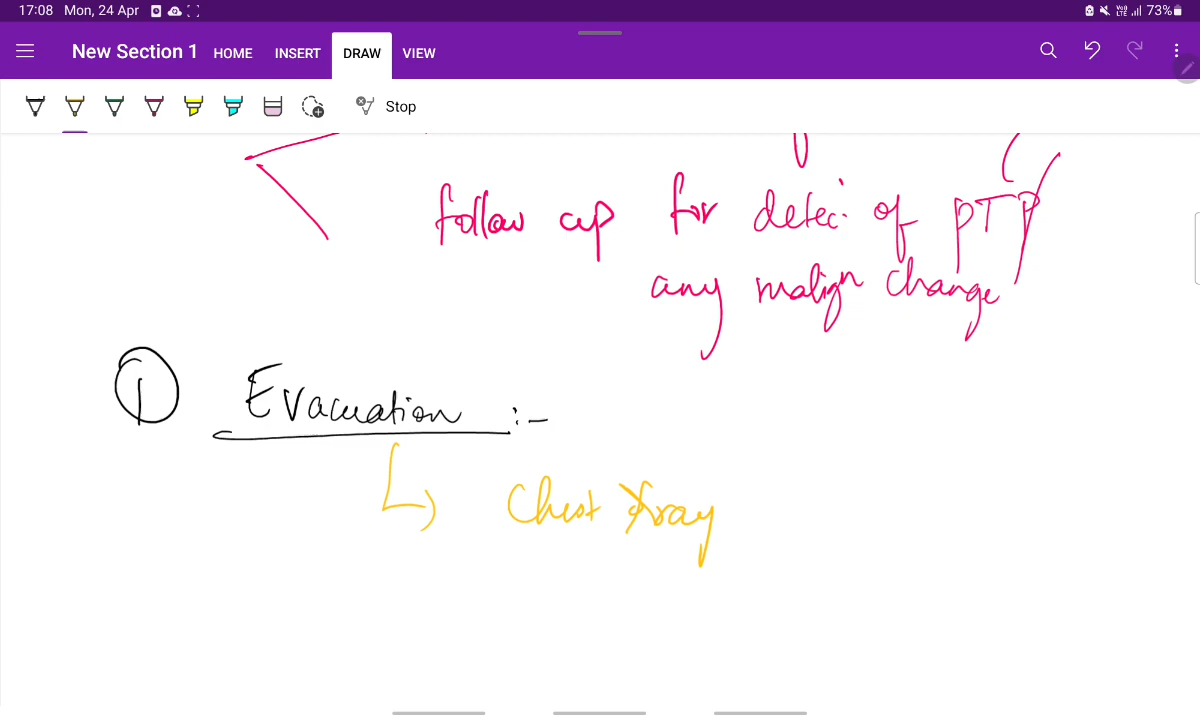 17:08 Mon, 24 Apr 73%
New Section 1 HOME INSERT DRAW VIEW
Stop
follow up for detec. of PTP
any malign change
1 Evacuation :-
Chest Xray